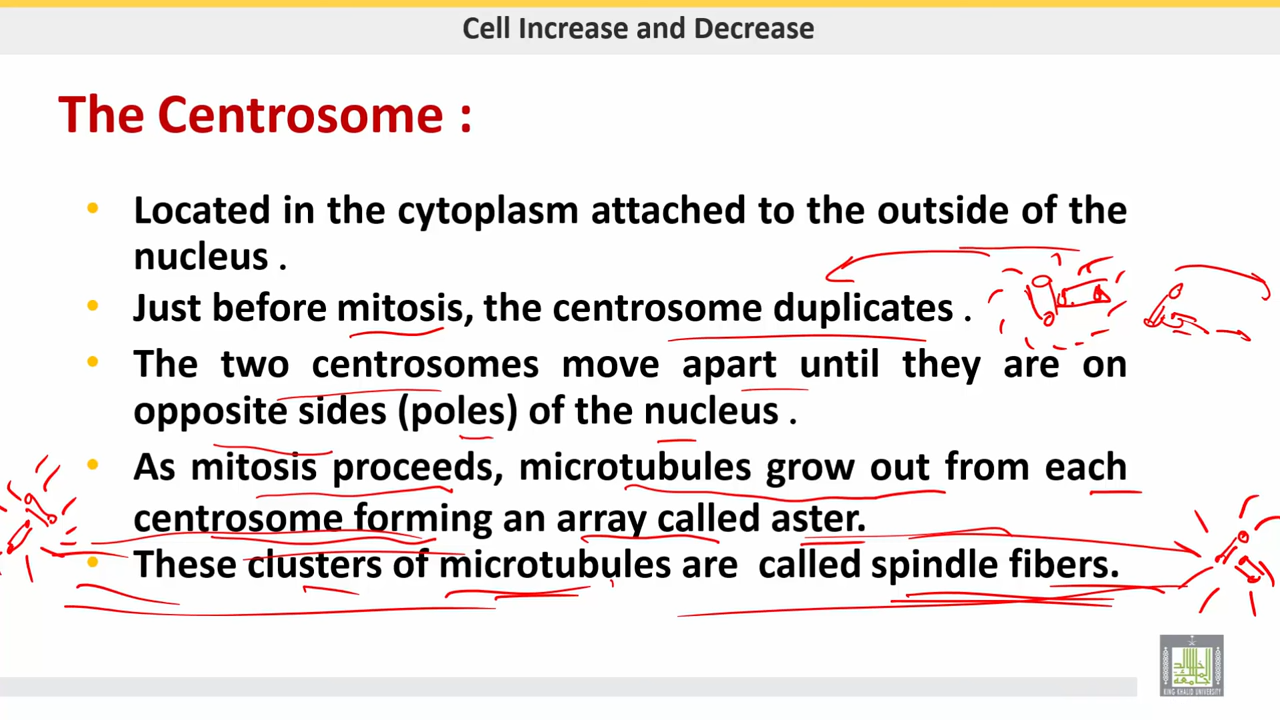 Cell Increase and Decrease
The Centrosome :
• Located in the cytoplasm attached to the outside of the
nucleus .
• Just before mitosis, the centrosome duplicates .
• The two centrosomes move apart until they are on
opposite sides (poles) of the nucleus .
• As mitosis proceeds, microtubules grow out from each
centrosome forming an array called aster.
• These clusters of microtubules are called spindle fibers.
KING KHALID UNIVERSITY